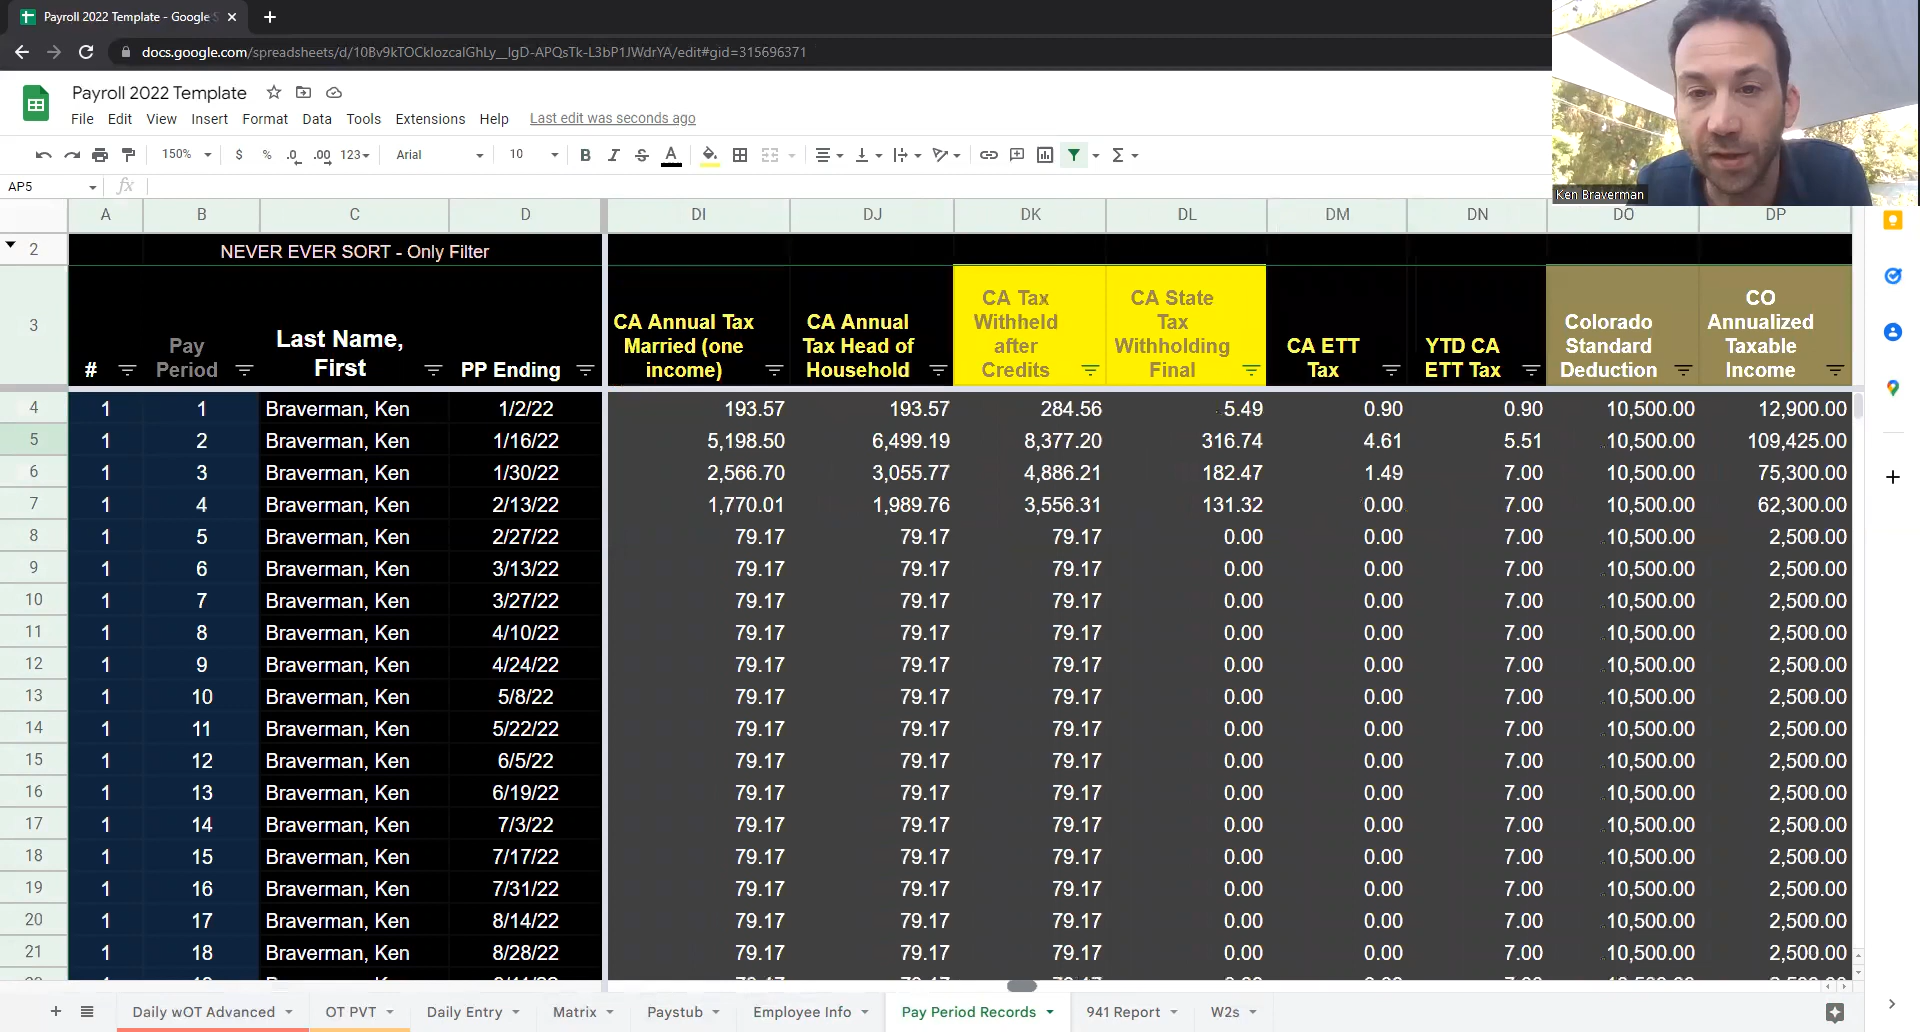 Payroll 2022 Template - Google S
docs.google.com/spreadsheets/d/10Bv9kTOCkIozcalGhLy__IgD-APQsTk-L3bP1JWdrYA/edit#gid=315696371
Payroll 2022 Template
File Edit View Insert Format Data Tools Extensions Help Last edit was seconds ago
150% $ % .0 .00 123 Arial 10 B I S A
Ken Braverman
AP5 fx
A B C D DI DJ DK DL DM DN DO DP
2 NEVER EVER SORT - Only Filter
3 # Pay Period Last Name, First PP Ending CA Annual Tax Married (one income) CA Annual Tax Head of Household CA Tax Withheld after Credits CA State Tax Withholding Final CA ETT Tax YTD CA ETT Tax Colorado Standard Deduction CO Annualized Taxable Income
4 1 1 Braverman, Ken 1/2/22 193.57 193.57 284.56 5.49 0.90 0.90 10,500.00 12,900.00
5 1 2 Braverman, Ken 1/16/22 5,198.50 6,499.19 8,377.20 316.74 4.61 5.51 10,500.00 109,425.00
6 1 3 Braverman, Ken 1/30/22 2,566.70 3,055.77 4,886.21 182.47 1.49 7.00 10,500.00 75,300.00
7 1 4 Braverman, Ken 2/13/22 1,770.01 1,989.76 3,556.31 131.32 0.00 7.00 10,500.00 62,300.00
8 1 5 Braverman, Ken 2/27/22 79.17 79.17 79.17 0.00 0.00 7.00 10,500.00 2,500.00
9 1 6 Braverman, Ken 3/13/22 79.17 79.17 79.17 0.00 0.00 7.00 10,500.00 2,500.00
10 1 7 Braverman, Ken 3/27/22 79.17 79.17 79.17 0.00 0.00 7.00 10,500.00 2,500.00
11 1 8 Braverman, Ken 4/10/22 79.17 79.17 79.17 0.00 0.00 7.00 10,500.00 2,500.00
12 1 9 Braverman, Ken 4/24/22 79.17 79.17 79.17 0.00 0.00 7.00 10,500.00 2,500.00
13 1 10 Braverman, Ken 5/8/22 79.17 79.17 79.17 0.00 0.00 7.00 10,500.00 2,500.00
14 1 11 Braverman, Ken 5/22/22 79.17 79.17 79.17 0.00 0.00 7.00 10,500.00 2,500.00
15 1 12 Braverman, Ken 6/5/22 79.17 79.17 79.17 0.00 0.00 7.00 10,500.00 2,500.00
16 1 13 Braverman, Ken 6/19/22 79.17 79.17 79.17 0.00 0.00 7.00 10,500.00 2,500.00
17 1 14 Braverman, Ken 7/3/22 79.17 79.17 79.17 0.00 0.00 7.00 10,500.00 2,500.00
18 1 15 Braverman, Ken 7/17/22 79.17 79.17 79.17 0.00 0.00 7.00 10,500.00 2,500.00
19 1 16 Braverman, Ken 7/31/22 79.17 79.17 79.17 0.00 0.00 7.00 10,500.00 2,500.00
20 1 17 Braverman, Ken 8/14/22 79.17 79.17 79.17 0.00 0.00 7.00 10,500.00 2,500.00
21 1 18 Braverman, Ken 8/28/22 79.17 79.17 79.17 0.00 0.00 7.00 10,500.00 2,500.00
Daily wOT Advanced OT PVT Daily Entry Matrix Paystub Employee Info Pay Period Records 941 Report W2s